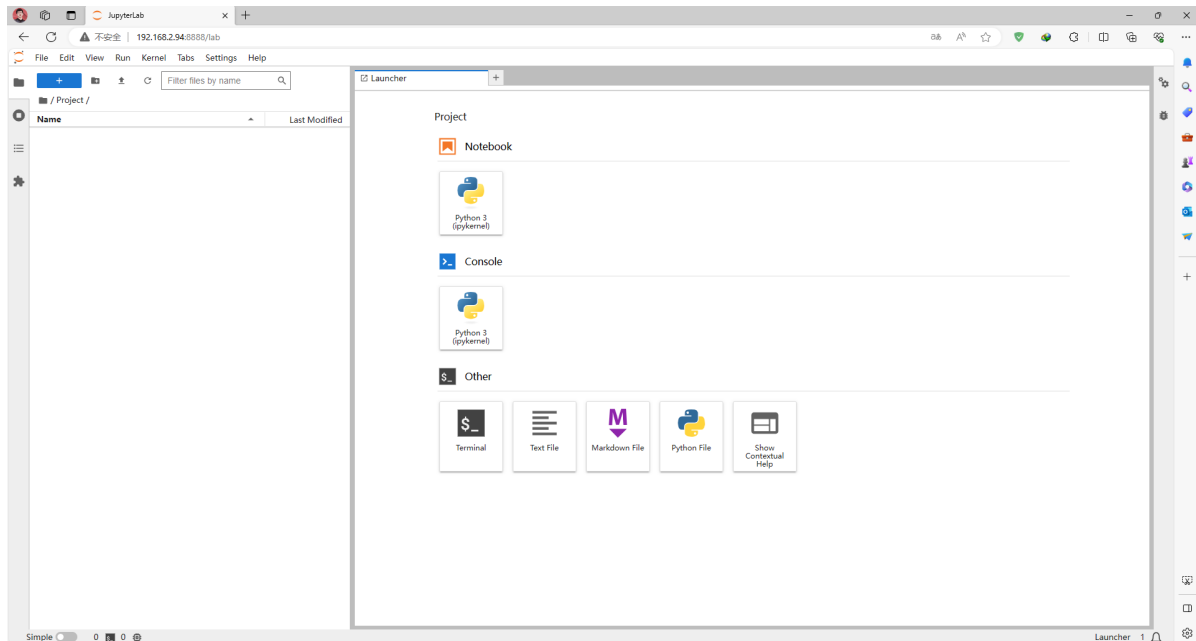 JupyterLab
不安全 192.168.2.94:8888/lab
File Edit View Run Kernel Tabs Settings Help
Filter files by name
Launcher
/ Project /
Name Last Modified
Project
Notebook
Python 3
(ipykernel)
Console
Python 3
(ipykernel)
$_ Other
$_
Terminal Text File Markdown File Python File Show
Contextual
Help
Simple 0 $_ 0 Launcher 1